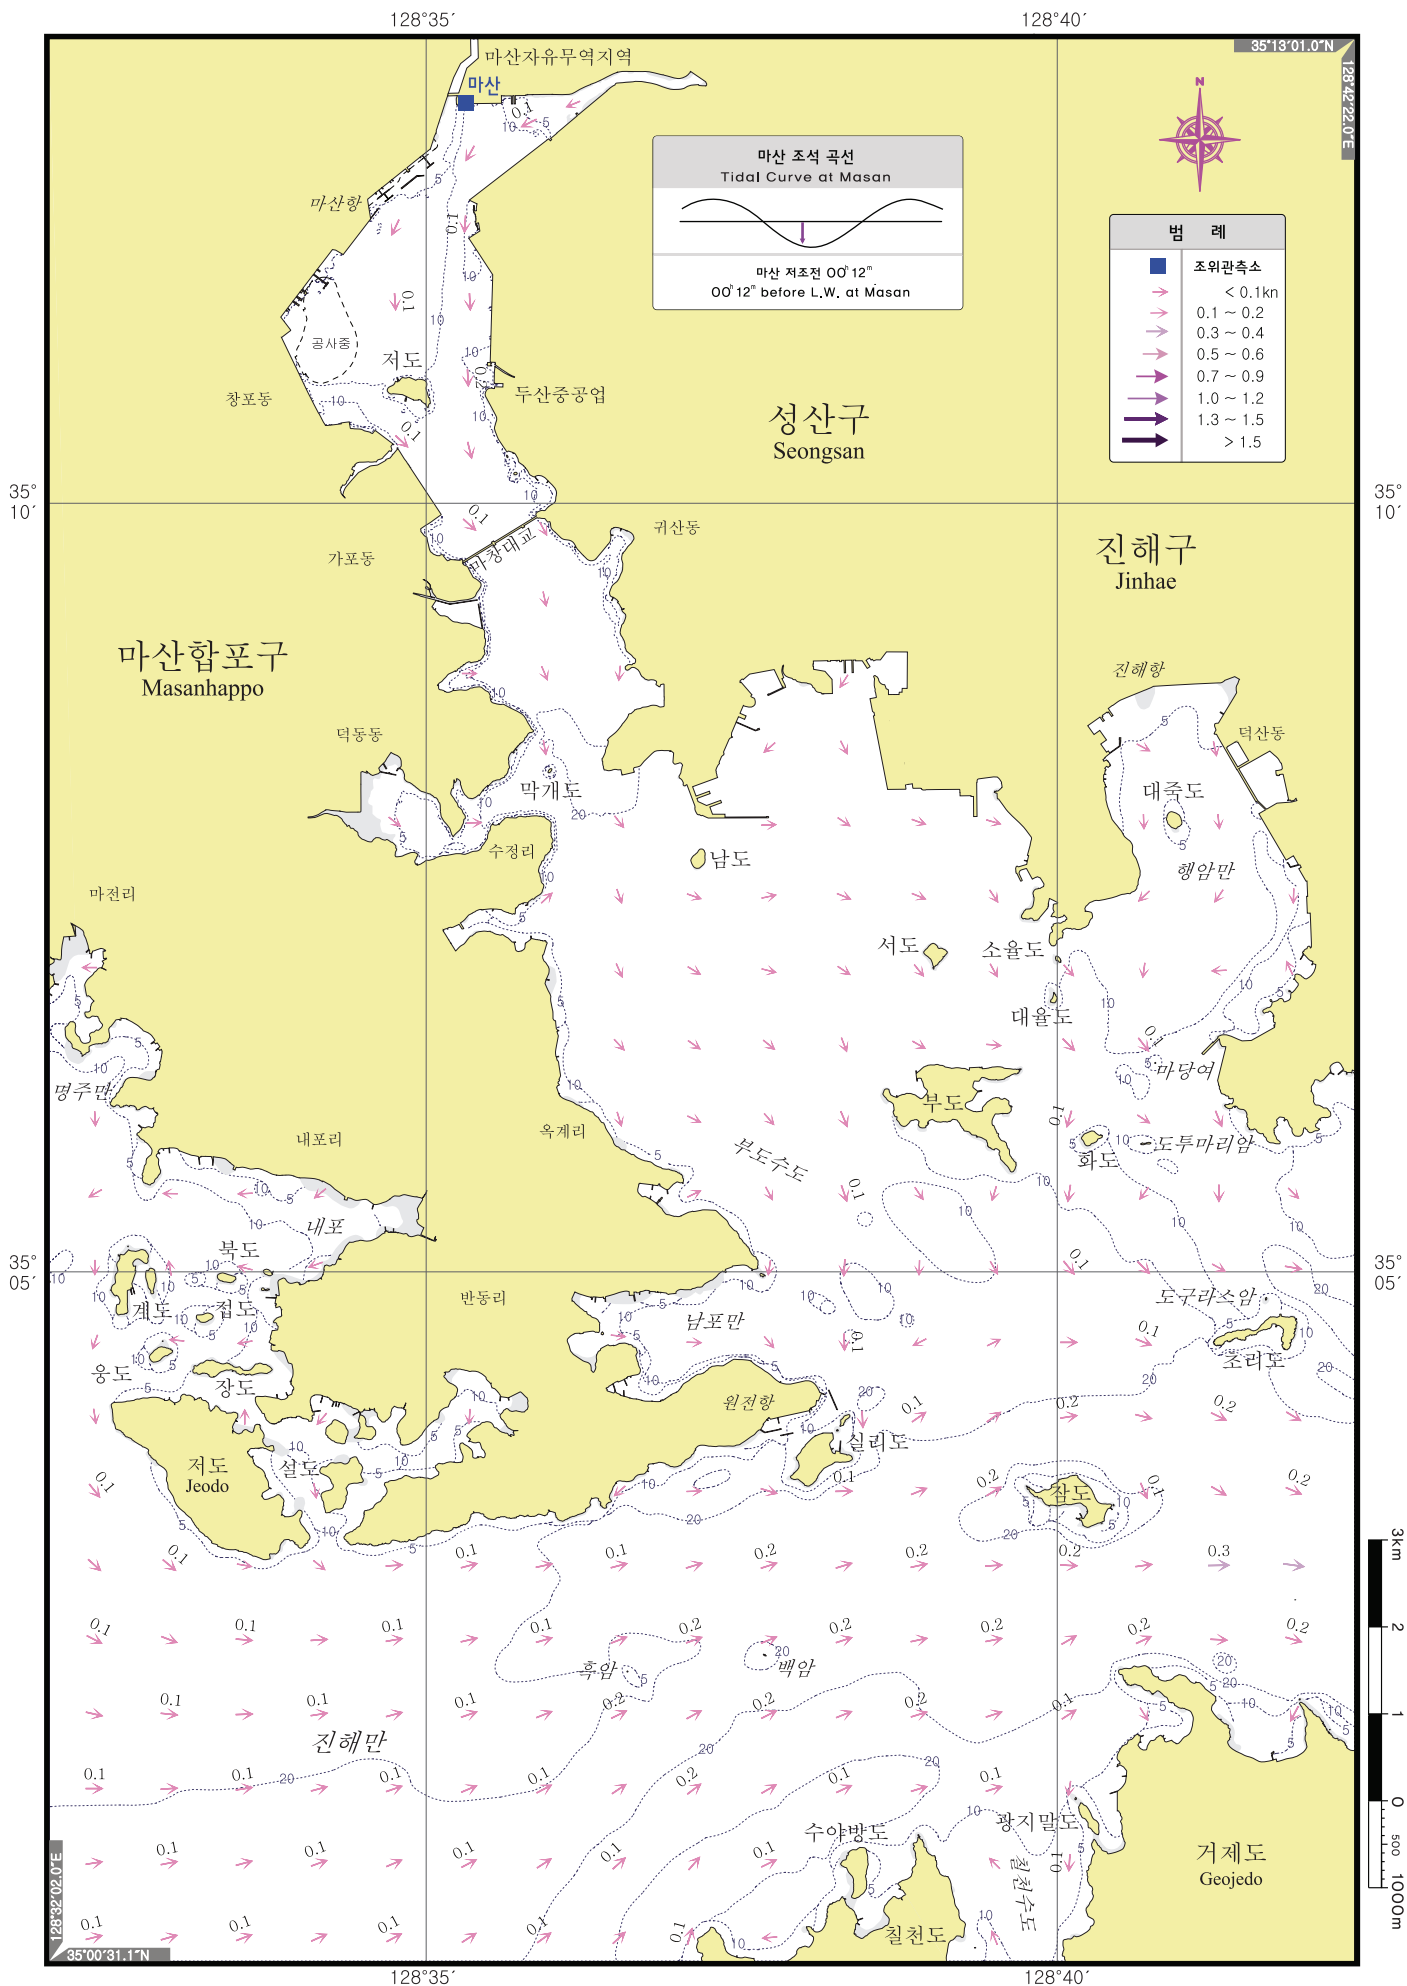 128°35′
128°40′
35°13′01.0″N
128°42′22.0″E
마산자유무역지역
마산
N
마산 조석 곡선
Tidal Curve at Masan
마산 저조전 00ʰ 12ᵐ
00ʰ 12ᵐ before L.W. at Masan
범 례
조위관측소
< 0.1kn
0.1 ~ 0.2
0.3 ~ 0.4
0.5 ~ 0.6
0.7 ~ 0.9
1.0 ~ 1.2
1.3 ~ 1.5
> 1.5
마산항
공사중
저도
창포동
두산중공업
성산구
Seongsan
35°
10′
35°
10′
가포동
마창대교
귀산동
진해구
Jinhae
마산합포구
Masanhappo
진해항
덕동동
덕산동
막개도
대죽도
수정리
남도
행암만
마전리
서도
소율도
대율도
명주만
마당여
부도
내포리
옥계리
부도수도
화도
도투마리암
내포
북도
35°
05′
35°
05′
계도
접도
반동리
남포만
도구라스암
웅도
장도
조리도
원전항
실리도
저도
Jeodo
설도
잠도
흑암
백암
진해만
광지말도
수야방도
거제도
Geojedo
칠천수도
칠천도
3km
2
1
0
500
1000m
128°32′02.0″E
35°00′31.1″N
128°35′
128°40′